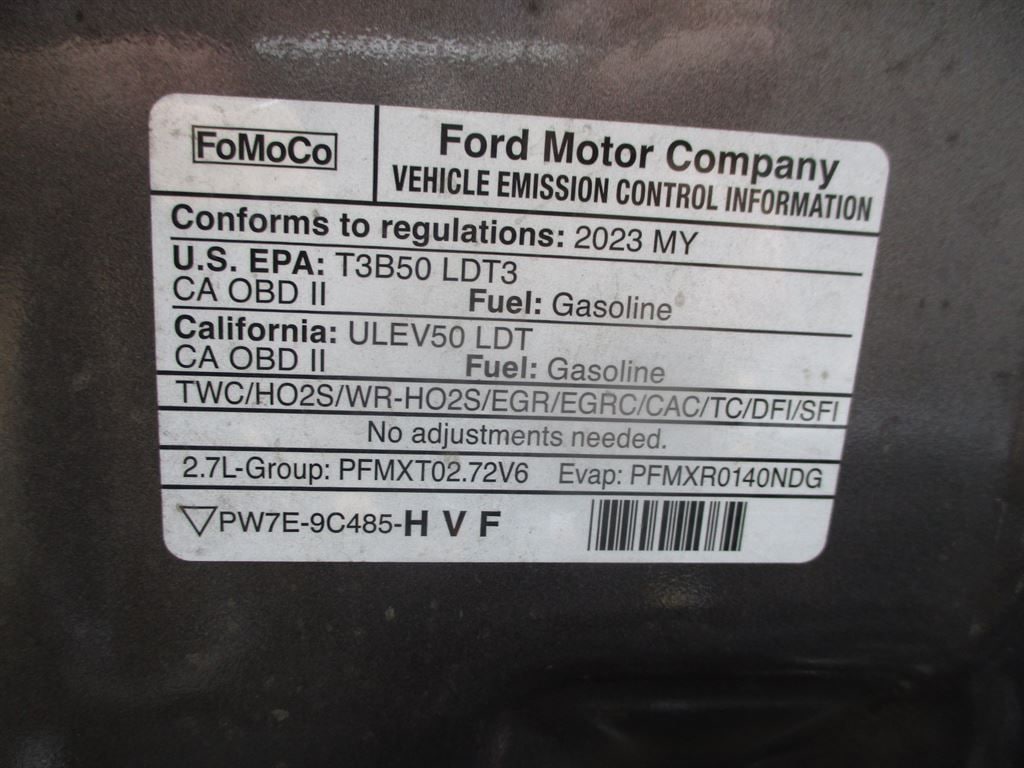 FoMoCo
Ford Motor Company
VEHICLE EMISSION CONTROL INFORMATION
Conforms to regulations: 2023 MY
U.S. EPA: T3B50 LDT3
CA OBD II Fuel: Gasoline
California: ULEV50 LDT
CA OBD II Fuel: Gasoline
TWC/HO2S/WR-HO2S/EGR/EGRC/CAC/TC/DFI/SFI
No adjustments needed.
2.7L-Group: PFMXT02.72V6 Evap: PFMXR0140NDG
PW7E-9C485-H V F